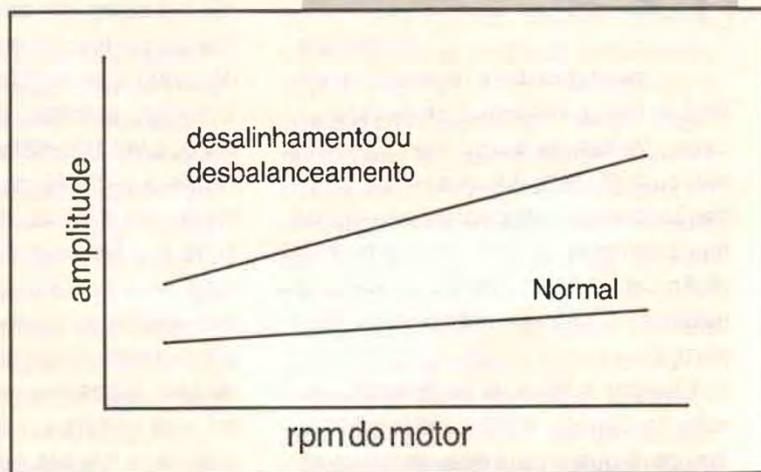 desalinhamento ou
desbalanceamento
amplitude
Normal
rpm do motor